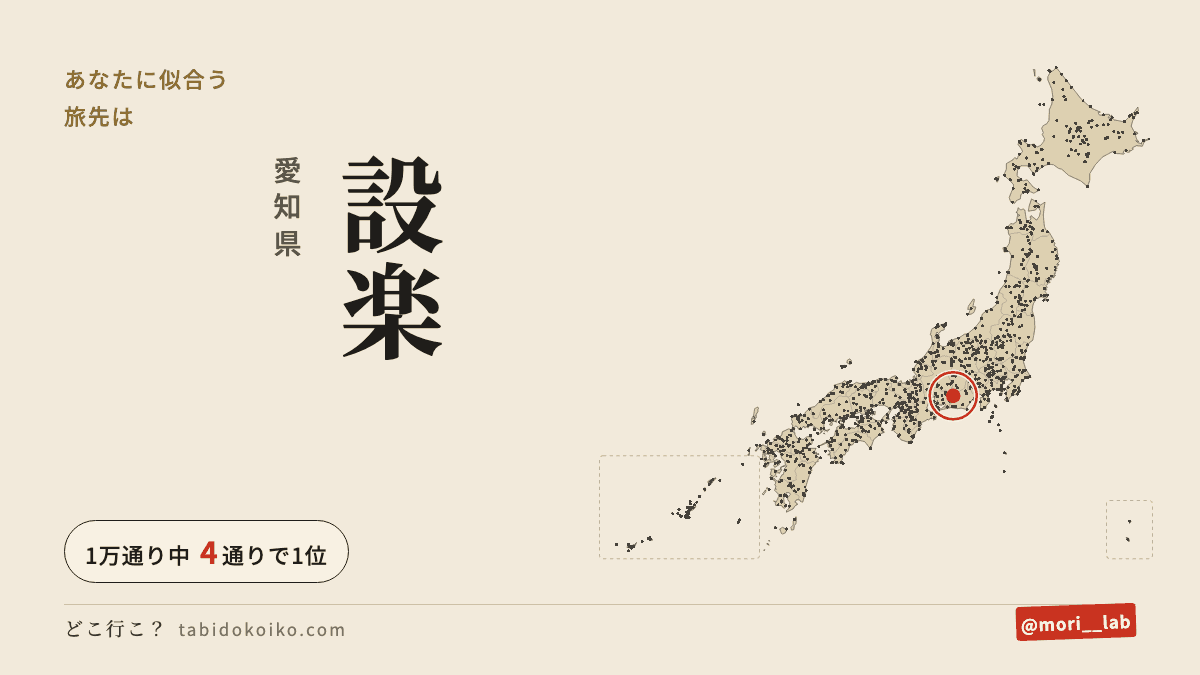 あなたに似合う
旅先は
設楽
愛知県
1万通り中 4通りで1位
どこ行こ？ tabidokoiko.com
@mori__lab